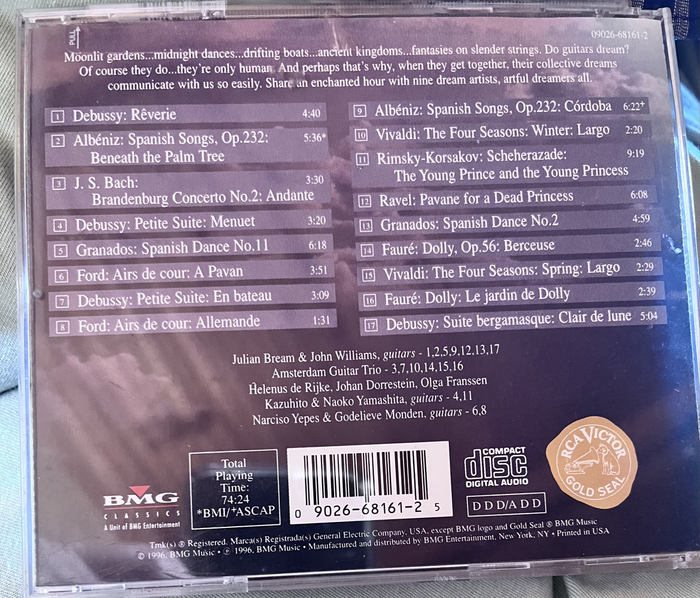 PULL
09026-68161-2
Moonlit gardens...midnight dances...drifting boats...ancient kingdoms...fantasies on slender strings. Do guitars dream?
Of course they do...they're only human. And perhaps that's why, when they get together, their collective dreams
communicate with us so easily. Share an enchanted hour with nine dream artists, artful dreamers all.
1 Debussy: Rêverie 4:40
2 Albéniz: Spanish Songs, Op.232: 5:36*
Beneath the Palm Tree
3 J. S. Bach: 3:30
Brandenburg Concerto No.2: Andante
4 Debussy: Petite Suite: Menuet 3:20
5 Granados: Spanish Dance No.11 6:18
6 Ford: Airs de cour: A Pavan 3:51
7 Debussy: Petite Suite: En bateau 3:09
8 Ford: Airs de cour: Allemande 1:31
9 Albéniz: Spanish Songs, Op.232: Córdoba 6:22+
10 Vivaldi: The Four Seasons: Winter: Largo 2:20
11 Rimsky-Korsakov: Scheherazade: 9:19
The Young Prince and the Young Princess
12 Ravel: Pavane for a Dead Princess 6:08
13 Granados: Spanish Dance No.2 4:59
14 Fauré: Dolly, Op.56: Berceuse 2:46
15 Vivaldi: The Four Seasons: Spring: Largo 2:29
16 Fauré: Dolly: Le jardin de Dolly 2:39
17 Debussy: Suite bergamasque: Clair de lune 5:04
Julian Bream & John Williams, guitars - 1,2,5,9,12,13,17
Amsterdam Guitar Trio - 3,7,10,14,15,16
Helenus de Rijke, Johan Dorrestein, Olga Franssen
Kazuhito & Naoko Yamashita, guitars - 4,11
Narciso Yepes & Godelieve Monden, guitars - 6,8
BMG
CLASSICS
A Unit of BMG Entertainment
Total
Playing
Time:
74:24
*BMI/+ASCAP
0 9026-68161-2 5
COMPACT
disc
DIGITAL AUDIO
DDD/ADD
RCA VICTOR
GOLD SEAL
Tmk(s) ® Registered. Marca(s) Registrada(s) General Electric Company, USA, except BMG logo and Gold Seal ® BMG Music
© 1996, BMG Music • ℗ 1996, BMG Music • Manufactured and distributed by BMG Entertainment, New York, NY • Printed in USA